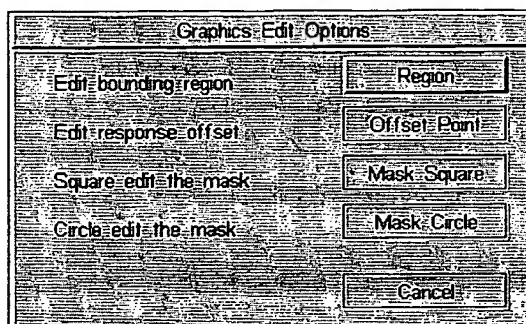 Graphics Edit Options
Edit bounding region
Region
Edit response offset
Offset Point
Square edit the mask
Mask Square
Circle edit the mask
Mask Circle
Cancel